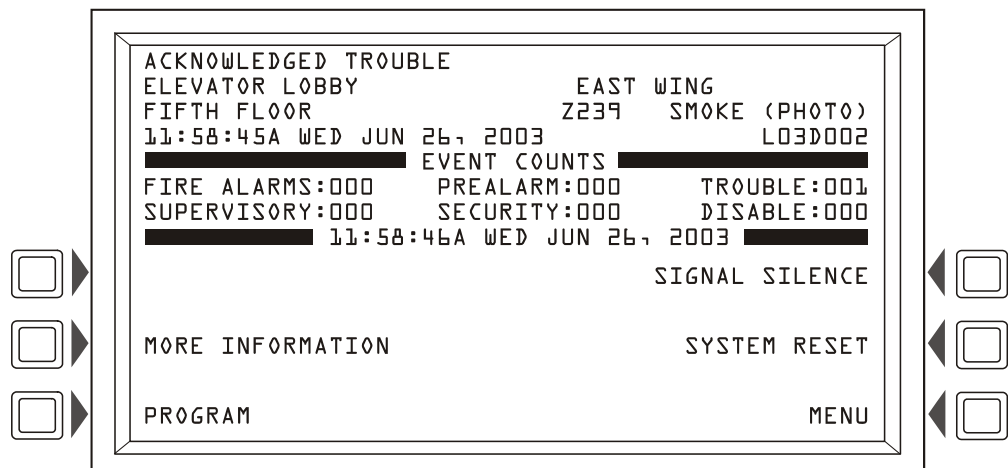 ACKNOWLEDGED TROUBLE
ELEVATOR LOBBY EAST WING
FIFTH FLOOR Z239 SMOKE (PHOTO)
11:58:45A WED JUN 26, 2003 L03D002
EVENT COUNTS
FIRE ALARMS:000 PREALARM:000 TROUBLE:001
SUPERVISORY:000 SECURITY:000 DISABLE:000
11:58:46A WED JUN 26, 2003
SIGNAL SILENCE
MORE INFORMATION SYSTEM RESET
PROGRAM MENU